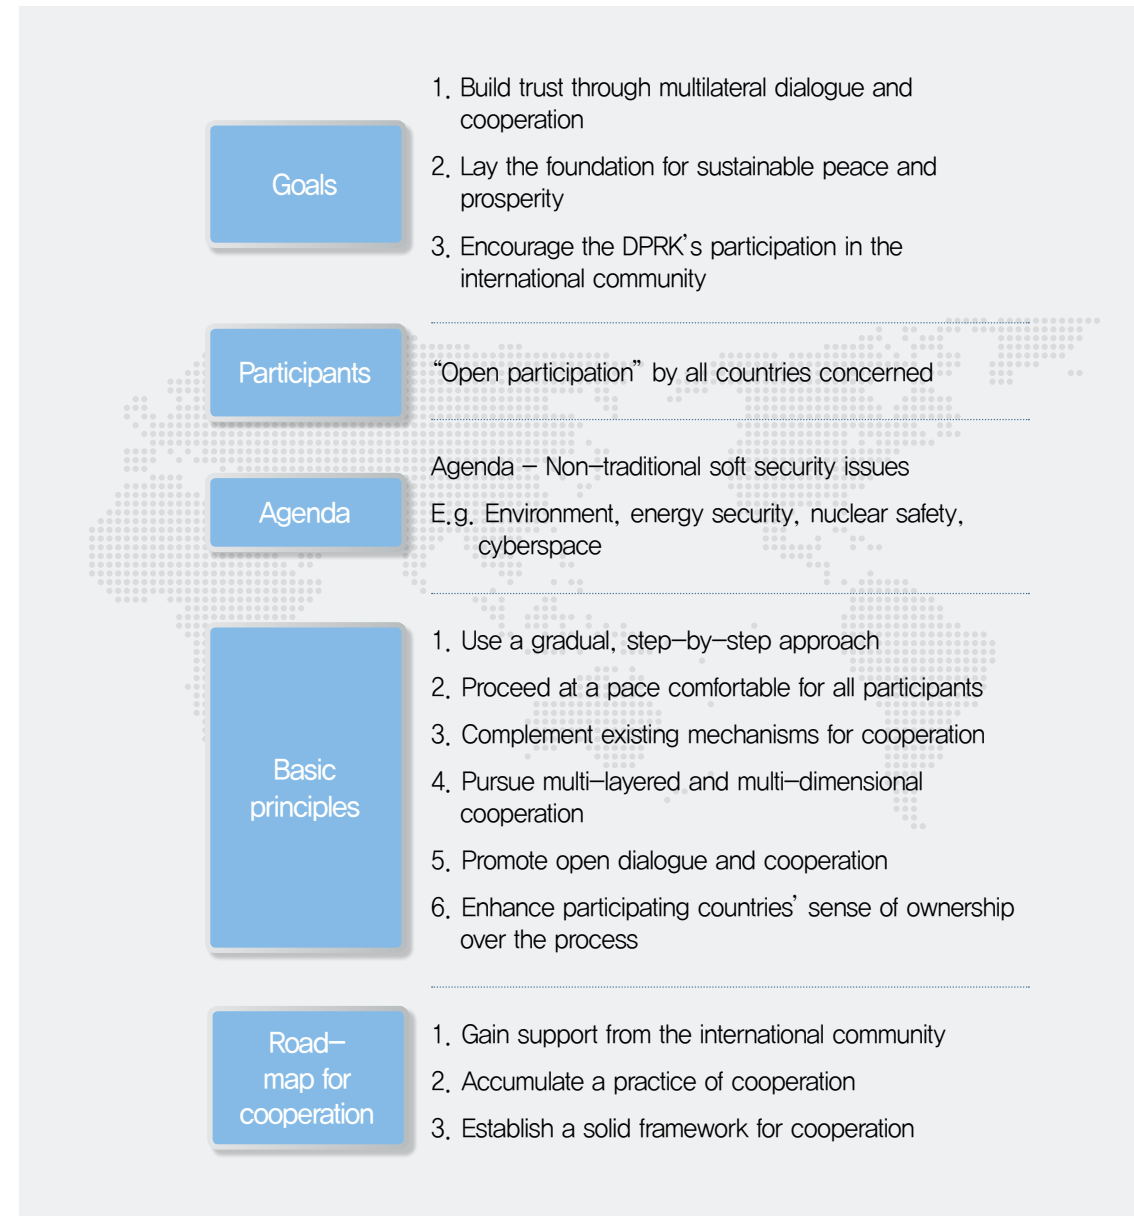 Goals
1. Build trust through multilateral dialogue and
cooperation
2. Lay the foundation for sustainable peace and
prosperity
3. Encourage the DPRK's participation in the
international community
Participants
“Open participation” by all countries concerned
Agenda
Agenda – Non-traditional soft security issues
E.g. Environment, energy security, nuclear safety,
cyberspace
Basic
principles
1. Use a gradual, step-by-step approach
2. Proceed at a pace comfortable for all participants
3. Complement existing mechanisms for cooperation
4. Pursue multi-layered and multi-dimensional
cooperation
5. Promote open dialogue and cooperation
6. Enhance participating countries' sense of ownership
over the process
Road-
map for
cooperation
1. Gain support from the international community
2. Accumulate a practice of cooperation
3. Establish a solid framework for cooperation